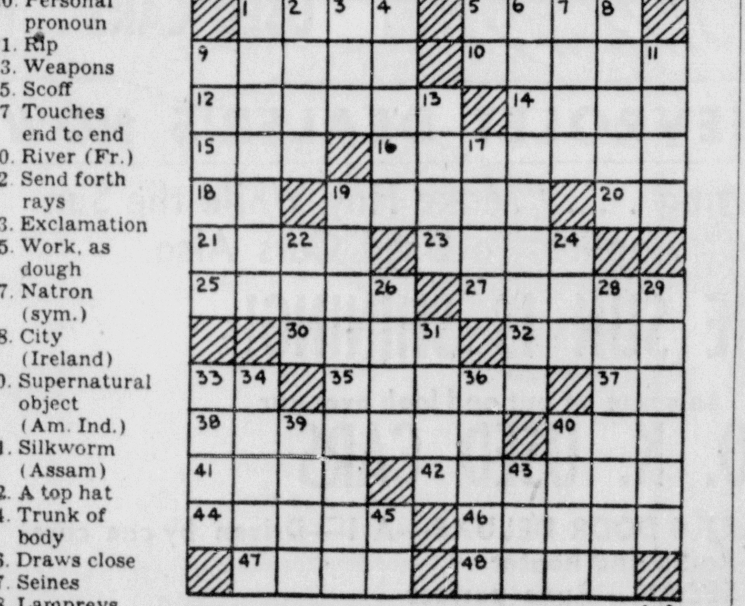 0. Personal
pronoun
1. Rip
3. Weapons
5. Scoff
7 Touches
end to end
0. River (Fr.)
2. Send forth
rays
3. Exclamation
5. Work, as
dough
7. Natron
(sym.)
8. City
(Ireland)
0. Supernatural
object
(Am. Ind.)
1. Silkworm
(Assam)
2. A top hat
4. Trunk of
body
6. Draws close
7. Seines
8. Lampreys
1 2 3 4 5 6 7 8
9 10 11
12 13 14
15 16 17
18 19 20
21 22 23 24
25 26 27 28 29
30 31 32
33 34 35 36 37
38 39 40
41 42 43
44 45 46
47 48